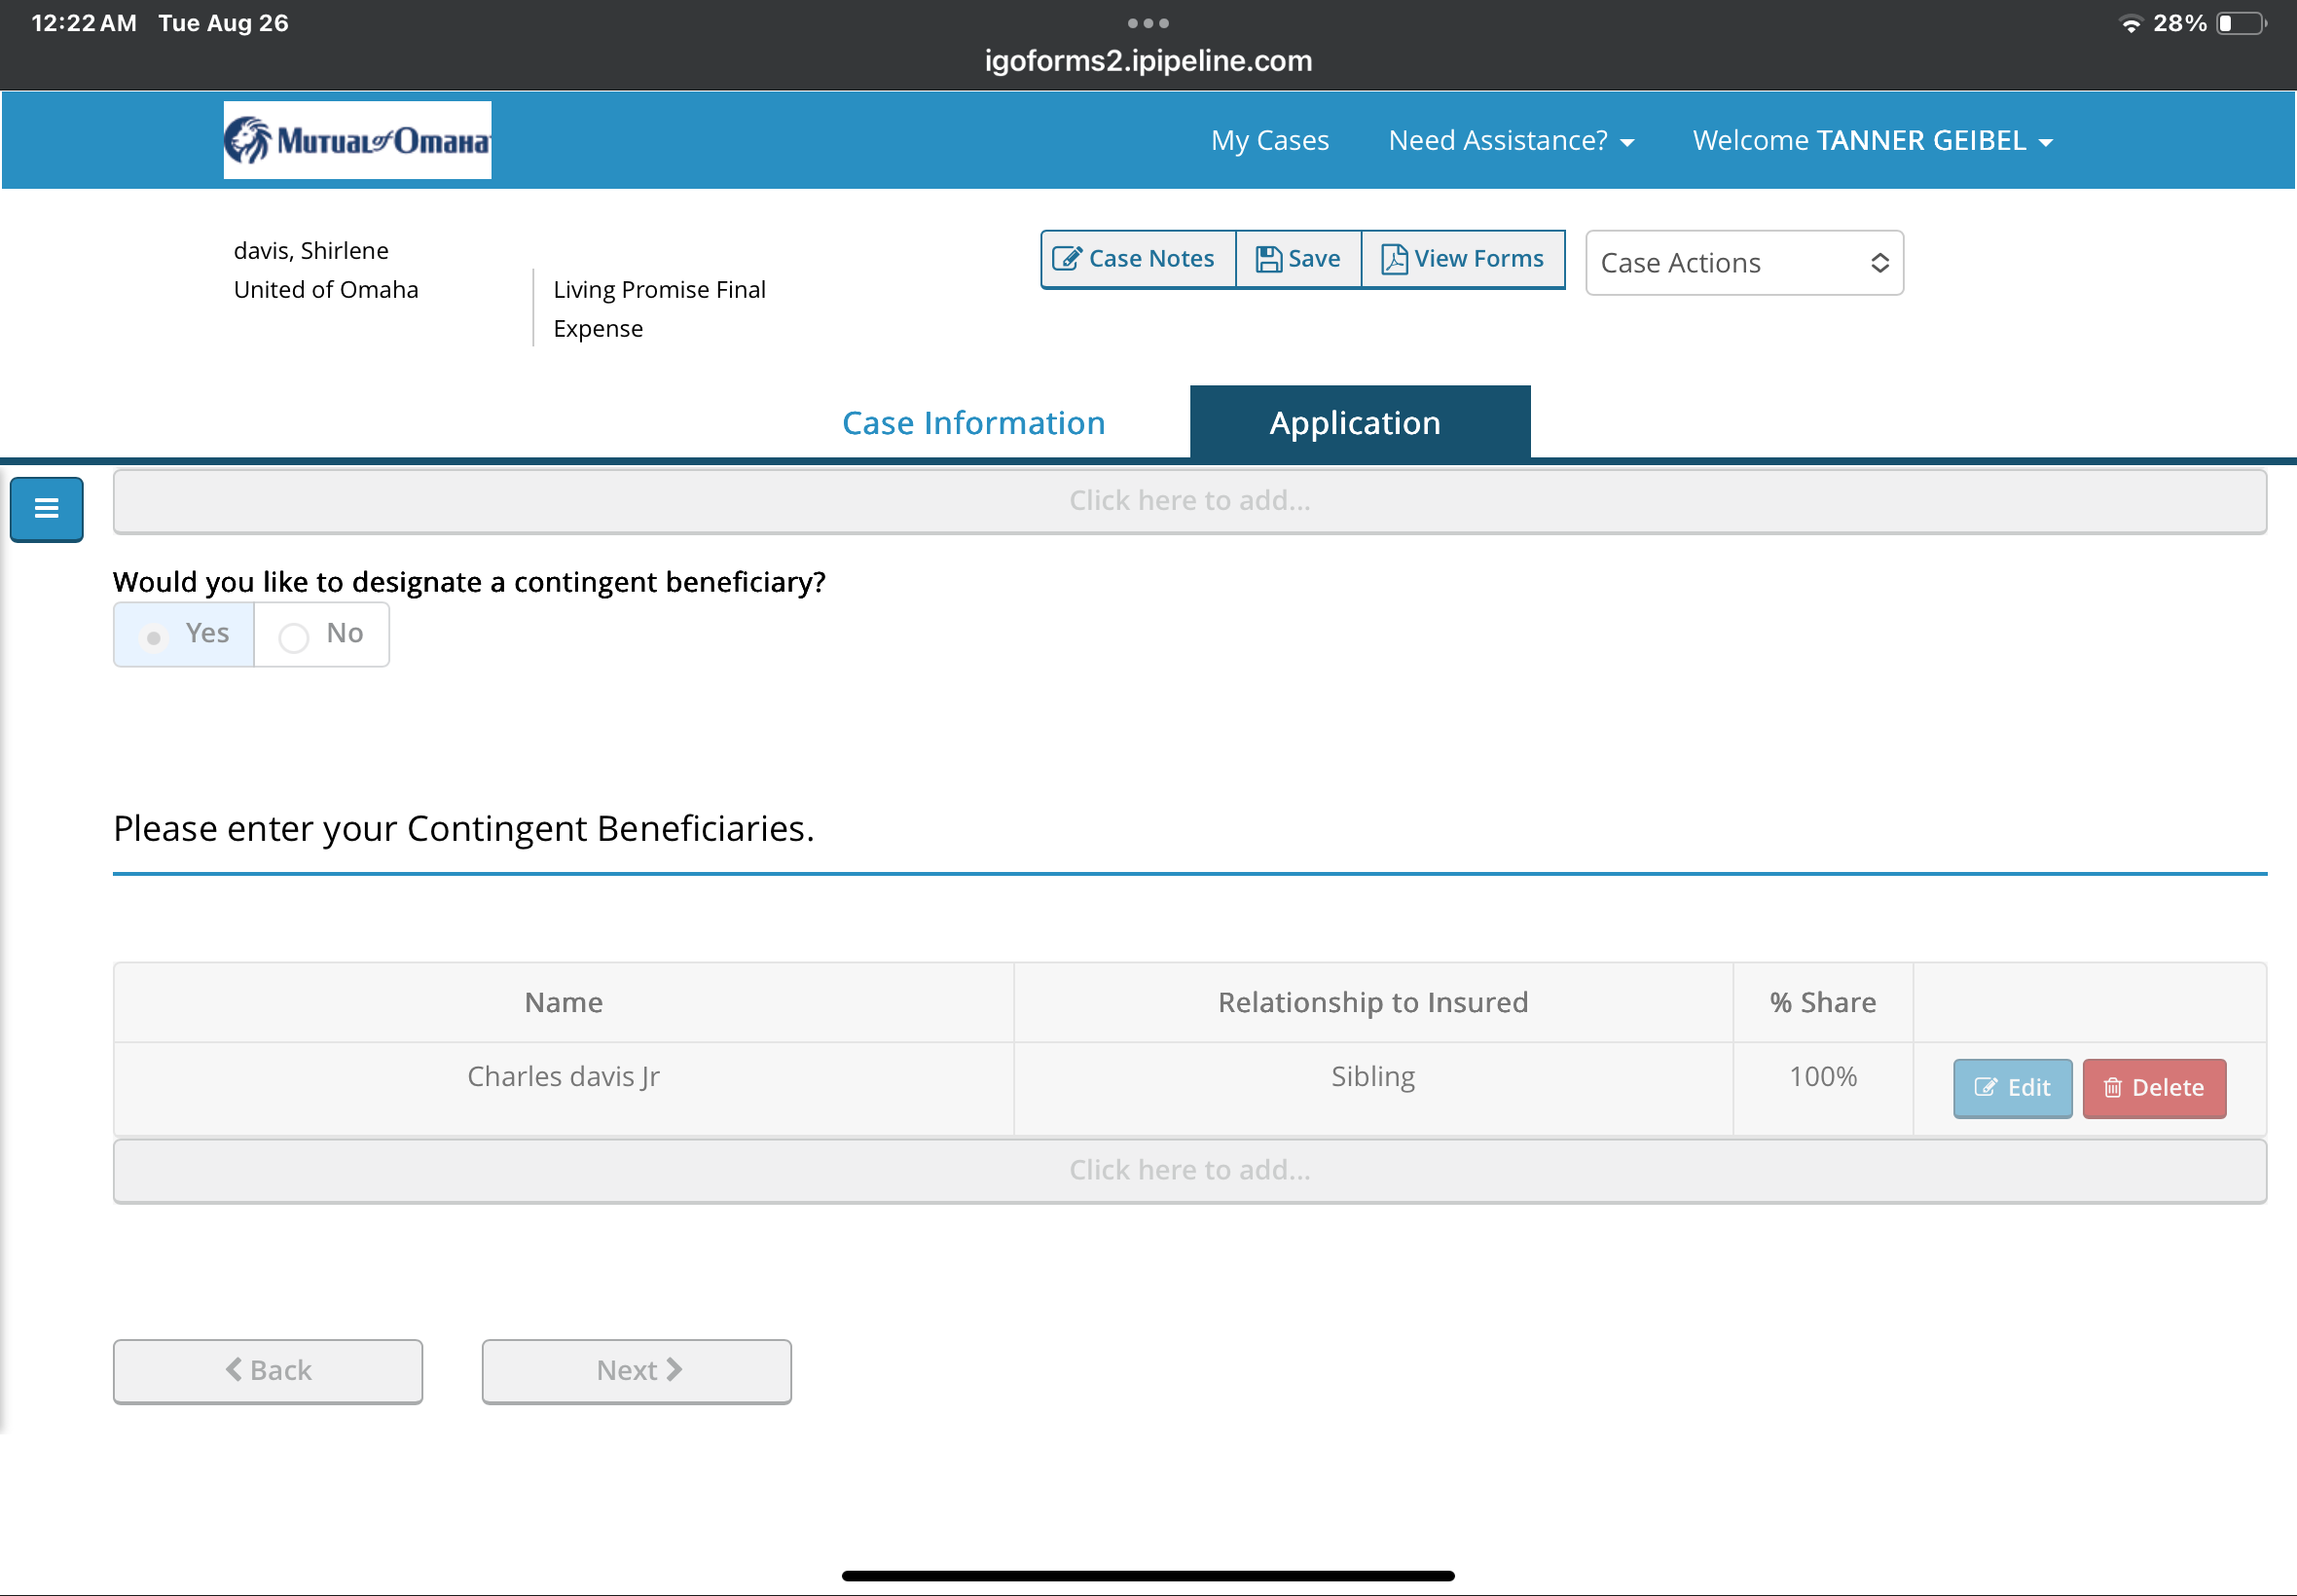 12:22 AM Tue Aug 26
28%
igoforms2.ipipeline.com
Mutual of Omaha
My Cases
Need Assistance?
Welcome TANNER GEIBEL
davis, Shirlene
United of Omaha
Living Promise Final
Expense
Case Notes
Save
View Forms
Case Actions
Case Information
Application
Click here to add...
Would you like to designate a contingent beneficiary?
Yes
No
Please enter your Contingent Beneficiaries.
Name
Relationship to Insured
% Share
Charles davis Jr
Sibling
100%
Edit
Delete
Click here to add...
Back
Next